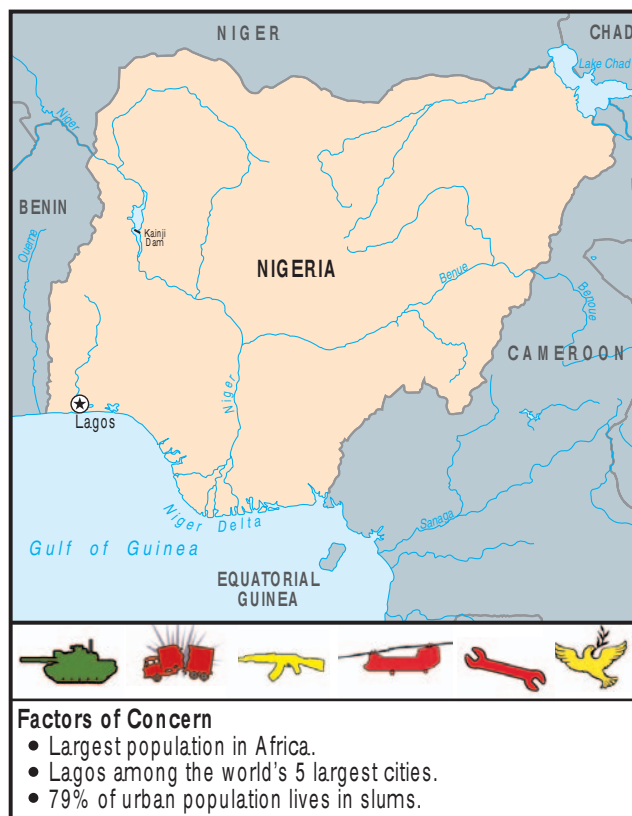 NIGER
CHAD
Lake Chad
Niger
BENIN
Oueme
Kainji
Dam
NIGERIA
Benue
Benoue
CAMEROON
Niger
Lagos
Niger Delta
Sanaga
Gulf of Guinea
EQUATORIAL
GUINEA
Factors of Concern
• Largest population in Africa.
• Lagos among the world's 5 largest cities.
• 79% of urban population lives in slums.